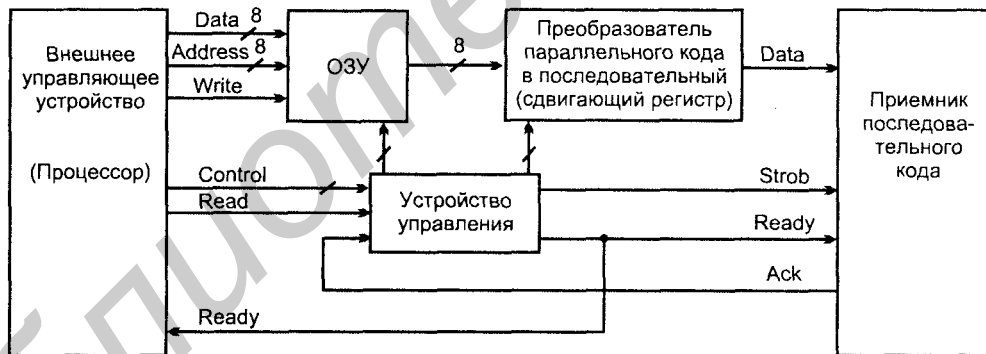 Внешнее
управляющее
устройство
(Процессор)
Data 8
Address 8
Write
Control
Read
Ready
ОЗУ
8
Преобразователь
параллельного кода
в последовательный
(сдвигающий регистр)
Устройство
управления
Data
Strob
Ready
Ack
Приемник
последова-
тельного
кода